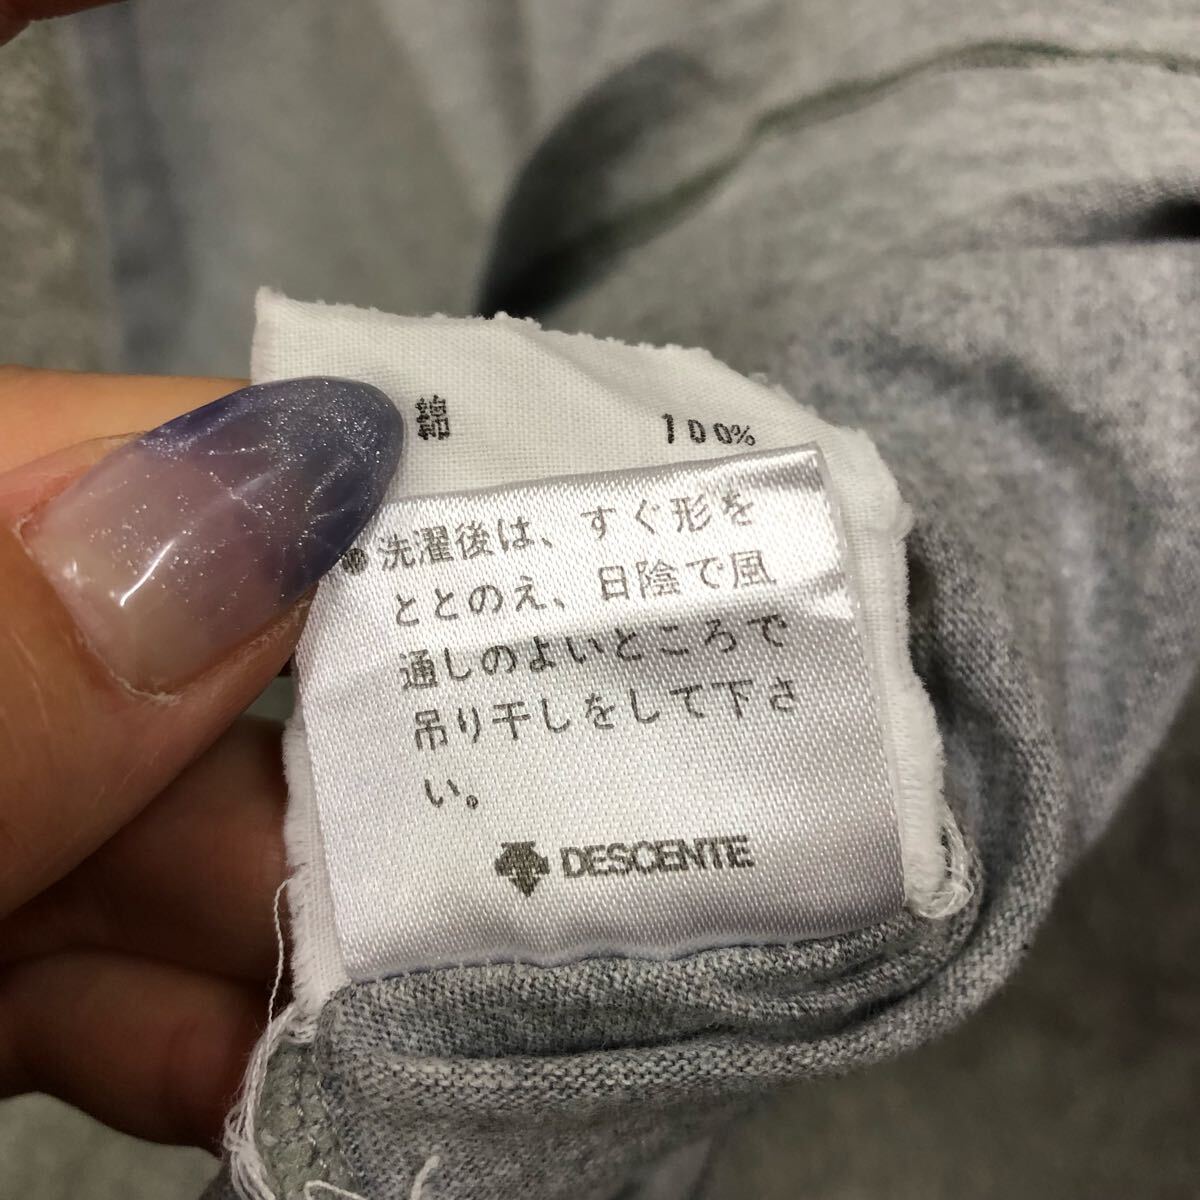 綿 100%
●洗濯後は、すぐ形を
ととのえ、日陰で風
通しのよいところで
吊り干しをして下さ
い。
DESCENTE